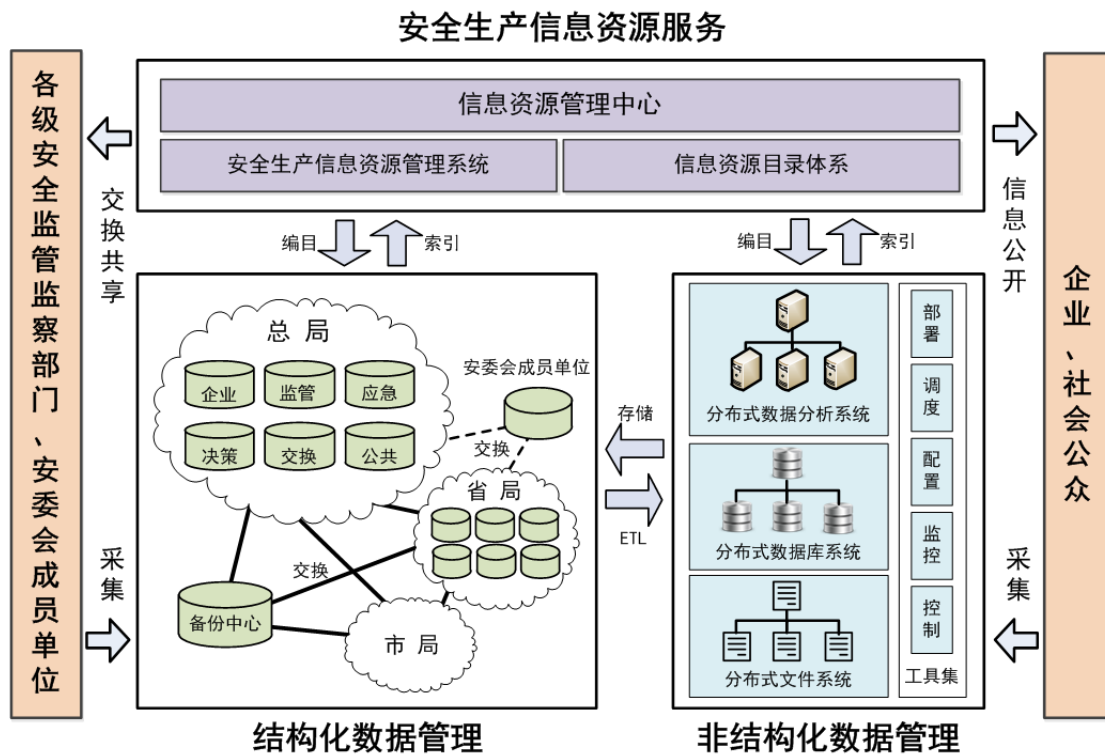 安全生产信息资源服务
各级安全监管监察部门、安委会成员单位
信息资源管理中心
安全生产信息资源管理系统
信息资源目录体系
交换共享
信息公开
企业、社会公众
编目
索引
编目
索引
总局
企业
监管
应急
决策
交换
公共
安委会成员单位
交换
省局
交换
备份中心
市局
采集
存储
ETL
分布式数据分析系统
分布式数据库系统
分布式文件系统
部署
调度
配置
监控
控制
工具集
采集
结构化数据管理
非结构化数据管理